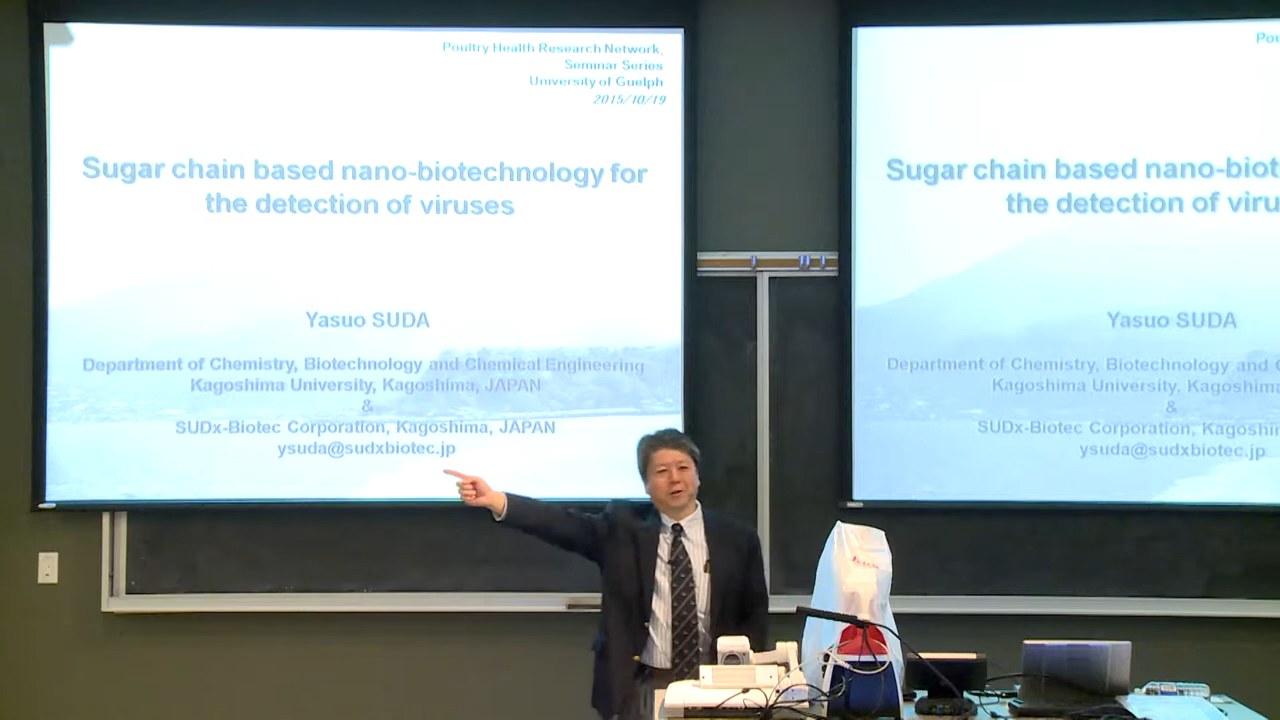 Poultry Health Research Network,
Seminar Series
University of Guelph
2015/10/19
Sugar chain based nano-biotechnology for
the detection of viruses
Yasuo SUDA
Department of Chemistry, Biotechnology and Chemical Engineering
Kagoshima University, Kagoshima, JAPAN
&
SUDx-Biotec Corporation, Kagoshima, JAPAN
ysuda@sudxbiotec.jp
Sugar chain based nano-biot
the detection of viru
Yasuo SUDA
Department of Chemistry, Biotechnology and
Kagoshima University, Kagoshima
&
SUDx-Biotec Corporation, Kagoshi
ysuda@sudxbiotec.jp